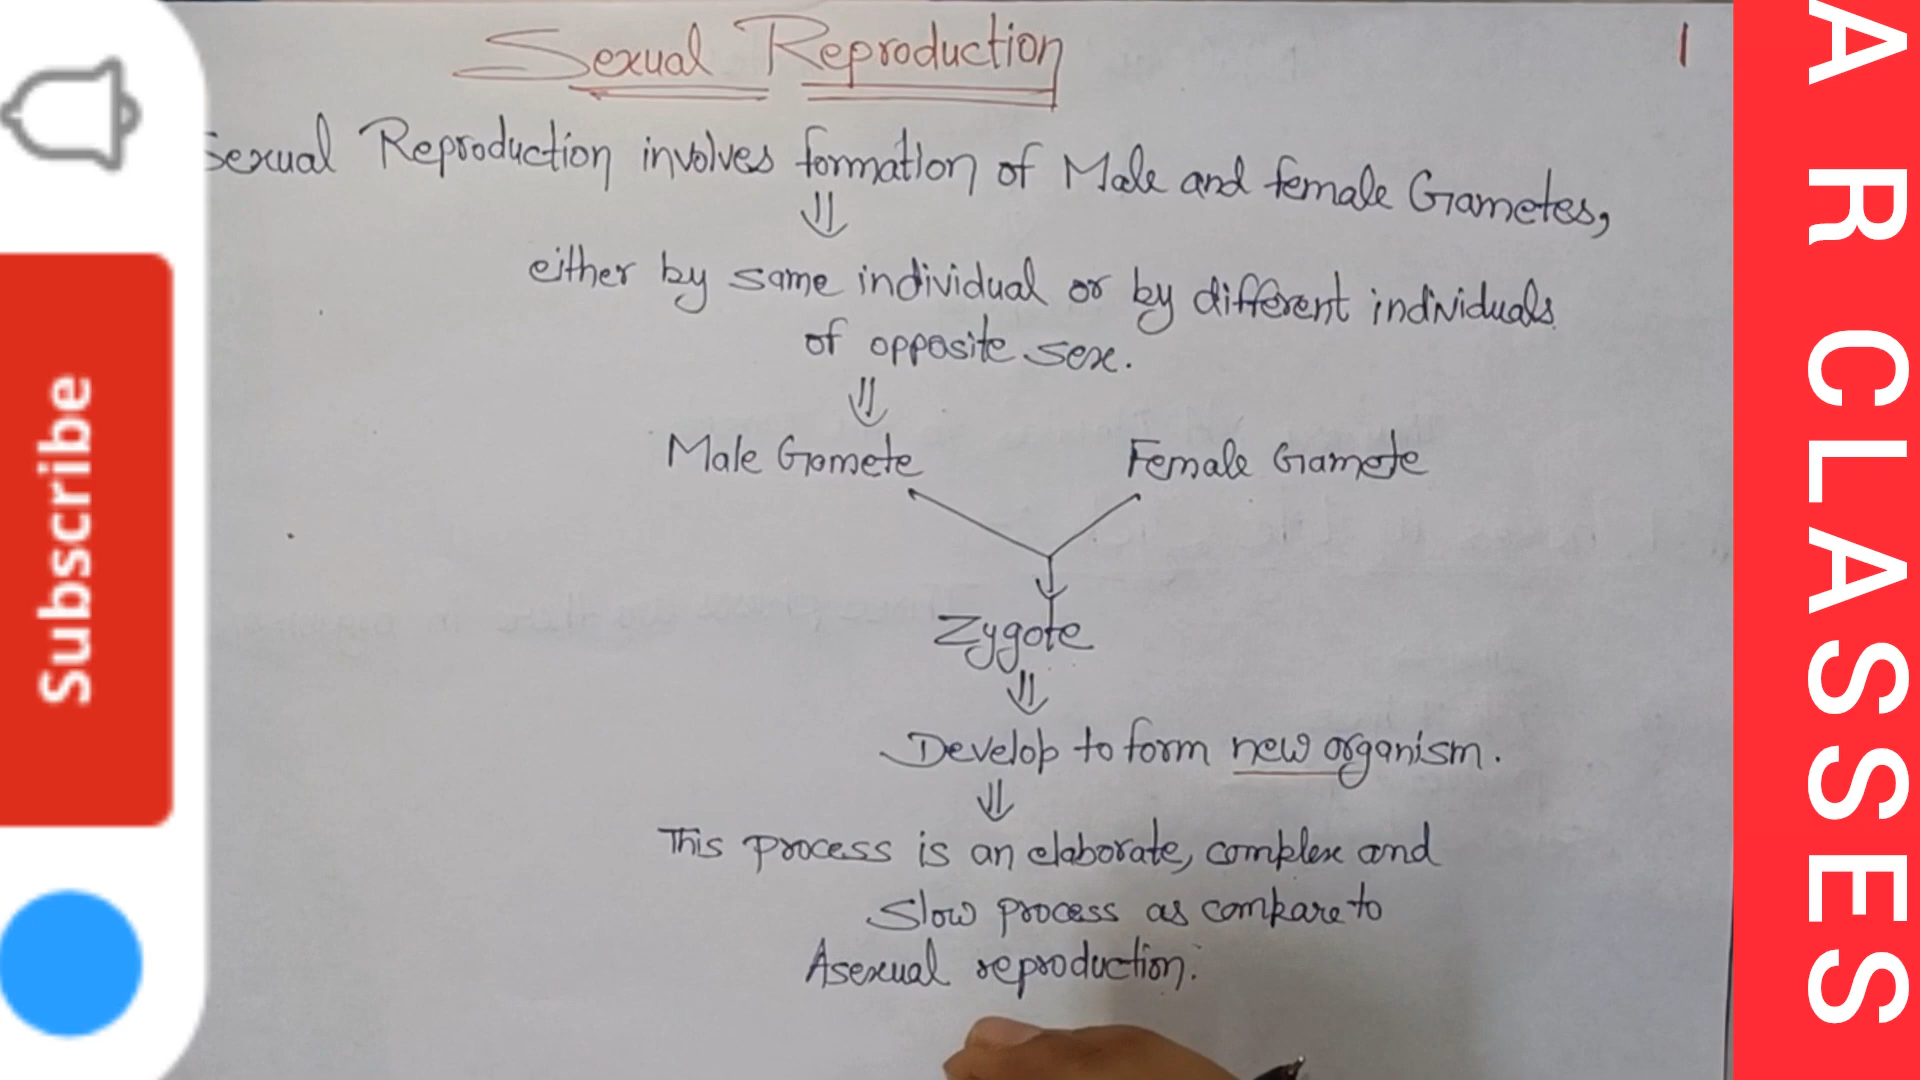 Sexual Reproduction
1
Sexual Reproduction involves formation of Male and female Gametes,
either by same individual or by different individuals
of opposite sex.
Male Gamete Female Gamete
Zygote
Develop to form new organism.
This process is an elaborate, complex and
Slow process as compare to
Asexual reproduction.
Subscribe
A R CLASSES